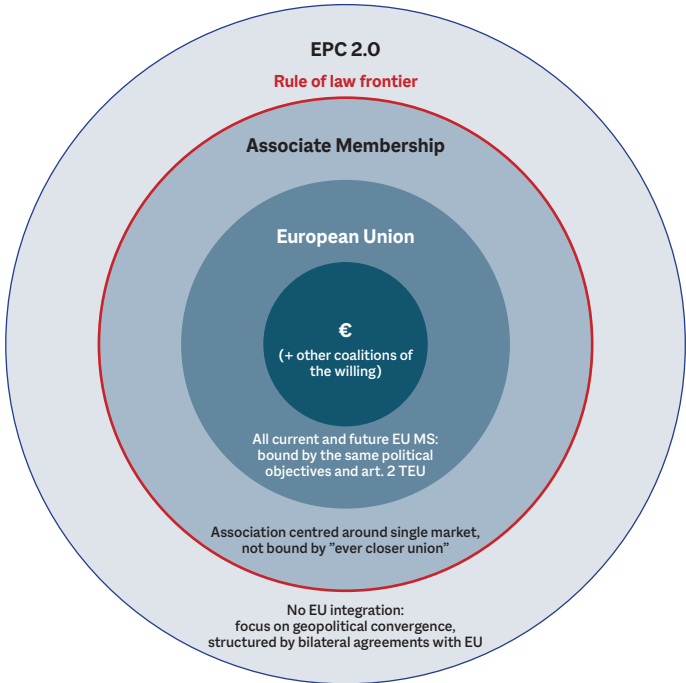 EPC 2.0
Rule of law frontier
Associate Membership
European Union
€
(+ other coalitions of
the willing)
All current and future EU MS:
bound by the same political
objectives and art. 2 TEU
Association centred around single market,
not bound by ”ever closer union”
No EU integration:
focus on geopolitical convergence,
structured by bilateral agreements with EU